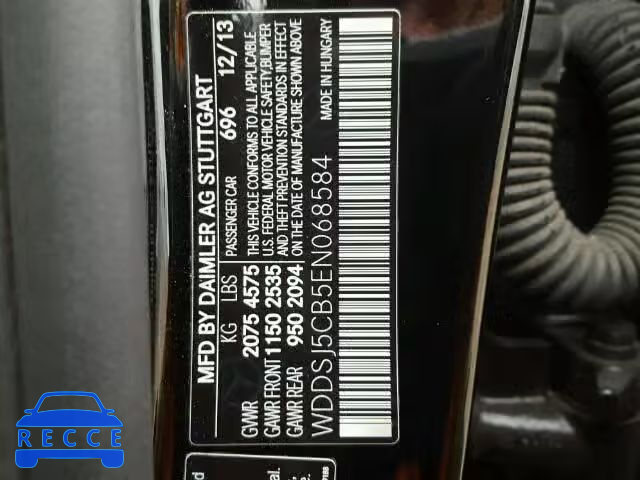 MFD BY DAIMLER AG STUTTGART
KG LBS PASSENGER CAR 696 12/13
GVWR 2075 4575 THIS VEHICLE CONFORMS TO ALL APPLICABLE
U.S. FEDERAL MOTOR VEHICLE SAFETY,BUMPER
GAWR FRONT 1150 2535 AND THEFT PREVENTION STANDARDS IN EFFECT
GAWR REAR 950 2094 ON THE DATE OF MANUFACTURE SHOWN ABOVE
MADE IN HUNGARY
WDDSJ5CB5EN068584
RECCE